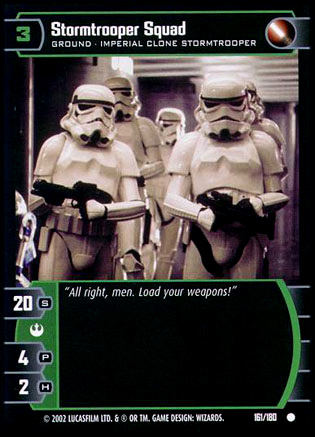 3 Stormtrooper Squad
GROUND · IMPERIAL CLONE STORMTROOPER
20 S
"All right, men. Load your weapons!"
4 P
2 H
© 2002 LUCASFILM LTD. & ® OR TM. GAME DESIGN: WIZARDS. 161/180